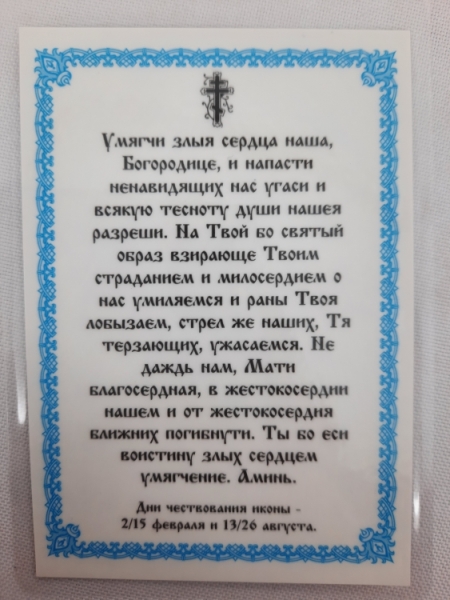 Умягчи злыя сердца наша,
Богородице, и напасти
ненавидящих нас угаси и
всякую тесноту души нашея
разреши. На Твой бо святый
образ взирающе Твоим
страданием и милосердием о
нас умиляемся и раны Твоя
лобызаем, стрел же наших, Тя
терзающих, ужасаемся. Не
даждь нам, Мати
благосердная, в жестокосердии
нашем и от жестокосердия
ближних погибнути. Ты бо еси
воистину злых сердцем
умягчение. Аминь.
Дни чествования иконы -
2/15 февраля и 13/26 августа.